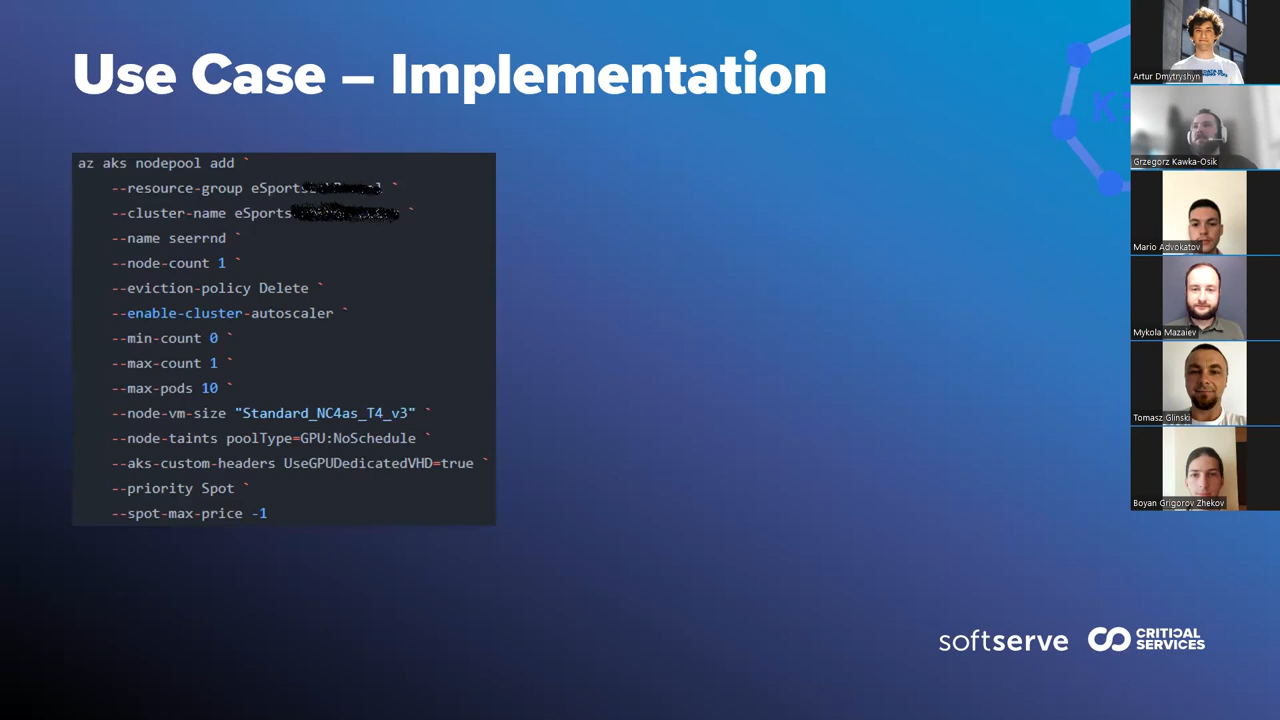 Use Case – Implementation
az aks nodepool add `
--resource-group eSports `
--cluster-name eSports `
--name seerrnd `
--node-count 1 `
--eviction-policy Delete `
--enable-cluster-autoscaler `
--min-count 0 `
--max-count 1 `
--max-pods 10 `
--node-vm-size "Standard_NC4as_T4_v3" `
--node-taints poolType=GPU:NoSchedule `
--aks-custom-headers UseGPUDedicatedVHD=true `
--priority Spot `
--spot-max-price -1
softserve
CRITICAL
SERVICES
Artur Dmytryshyn
Grzegorz Kawka-Osik
Mario Advokatov
Mykola Mazaiev
Tomasz Glinski
Boyan Grigorov Zhekov